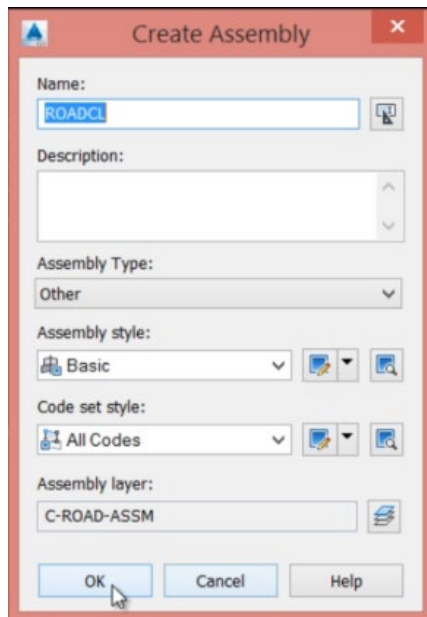 Create Assembly
Name:
ROADCL
Description:
Assembly Type:
Other
Assembly style:
Basic
Code set style:
All Codes
Assembly layer:
C-ROAD-ASSM
OK Cancel Help